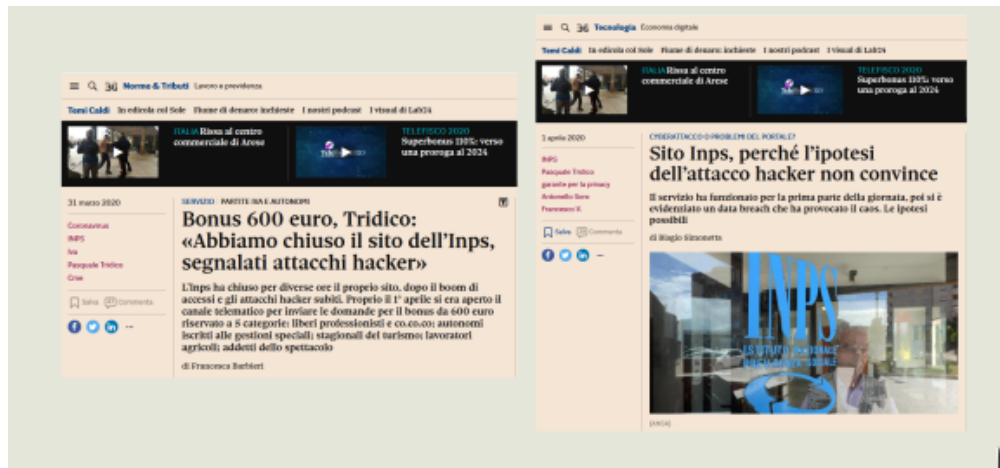 36 Norme & Tributi Lavoro e previdenza
Temi Caldi In edicola col Sole Fiume di denaro: inchieste I nostri podcast I visual di Lab24
ITALIA Rissa al centro
commerciale di Arese
TELEFISCO 2020
Superbonus 110%: verso
una proroga al 2024
31 marzo 2020
Coronavirus
INPS
Iva
Pasquale Tridico
Crisi
Salva Commenta
SERVIZIO PARTITE IVA E AUTONOMI
Bonus 600 euro, Tridico:
«Abbiamo chiuso il sito dell'Inps,
segnalati attacchi hacker»
L'Inps ha chiuso per diverse ore il proprio sito, dopo il boom di
accessi e gli attacchi hacker subiti. Proprio il 1° aprile si era aperto il
canale telematico per inviare le domande per il bonus da 600 euro
riservato a 5 categorie: liberi professionisti e co.co.co; autonomi
iscritti alle gestioni speciali; stagionali del turismo; lavoratori
agricoli; addetti dello spettacolo
di Francesca Barbieri
36 Tecnologia Economia digitale
Temi Caldi In edicola col Sole Fiume di denaro: inchieste I nostri podcast I visual di Lab24
ITALIA Rissa al centro
commerciale di Arese
TELEFISCO 2020
Superbonus 110%: verso
una proroga al 2024
1 aprile 2020
INPS
Pasquale Tridico
garante per la privacy
Antonello Soro
Francesco V.
Salva Commenta
CYBERATTACCO O PROBLEMI DEL PORTALE?
Sito Inps, perché l'ipotesi
dell'attacco hacker non convince
Il servizio ha funzionato per la prima parte della giornata, poi si è
evidenziato un data breach che ha provocato il caos. Le ipotesi
possibili
di Biagio Simonetta
INPS
ISTITUTO NAZIONALE
PREVIDENZA SOCIALE
(ANSA)